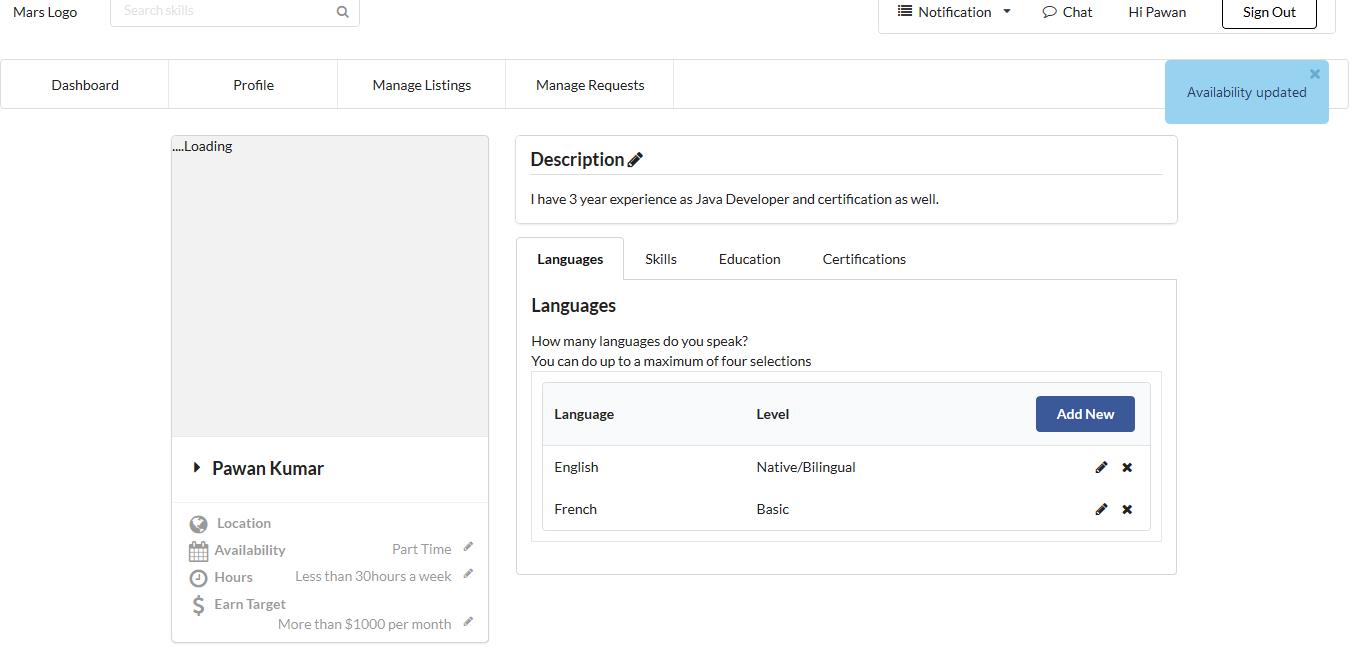 Mars Logo
Search skills
Notification
Chat
Hi Pawan
Sign Out
Dashboard
Profile
Manage Listings
Manage Requests
Availability updated
....Loading
Pawan Kumar
Location
Availability Part Time
Hours Less than 30hours a week
Earn Target
More than $1000 per month
Description
I have 3 year experience as Java Developer and certification as well.
Languages Skills Education Certifications
Languages
How many languages do you speak?
You can do up to a maximum of four selections
Language Level Add New
English Native/Bilingual
French Basic